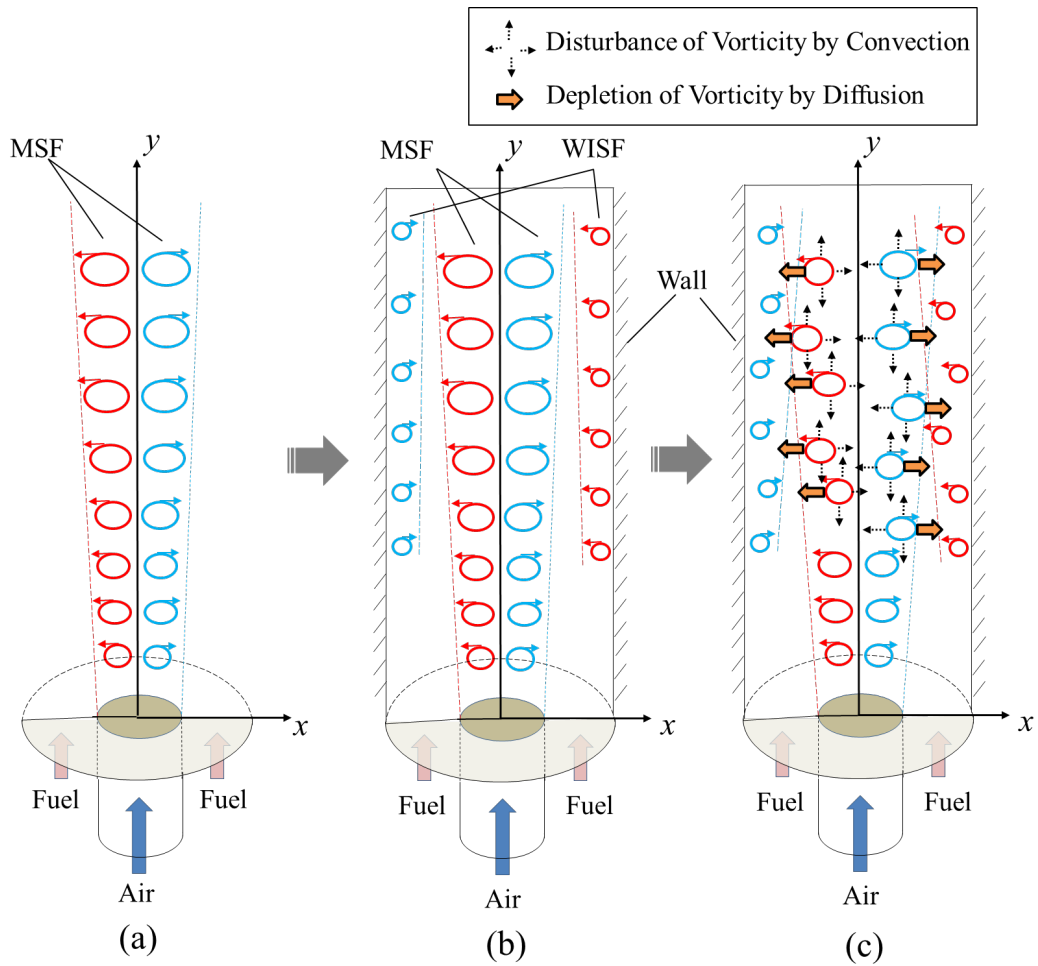 Disturbance of Vorticity by Convection
Depletion of Vorticity by Diffusion
MSF
y
MSF
y
WISF
y
Wall
x
x
x
Fuel
Fuel
Fuel
Fuel
Fuel
Fuel
Air
Air
Air
(a)
(b)
(c)